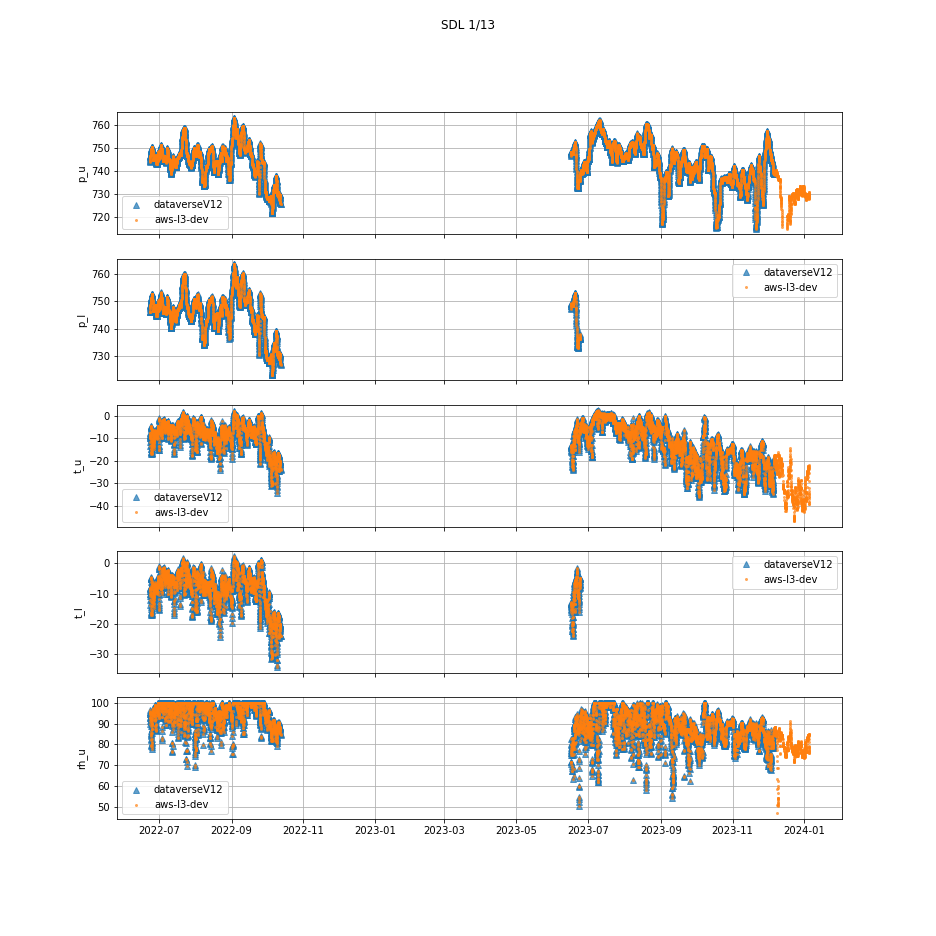 SDL 1/13
760
750
740
730
720
p_u
dataverseV12
aws-l3-dev
760
750
740
730
p_l
dataverseV12
aws-l3-dev
0
−10
−20
−30
−40
t_u
dataverseV12
aws-l3-dev
0
−10
−20
−30
t_l
dataverseV12
aws-l3-dev
100
90
80
70
60
50
rh_u
dataverseV12
aws-l3-dev
2022-07 2022-09 2022-11 2023-01 2023-03 2023-05 2023-07 2023-09 2023-11 2024-01